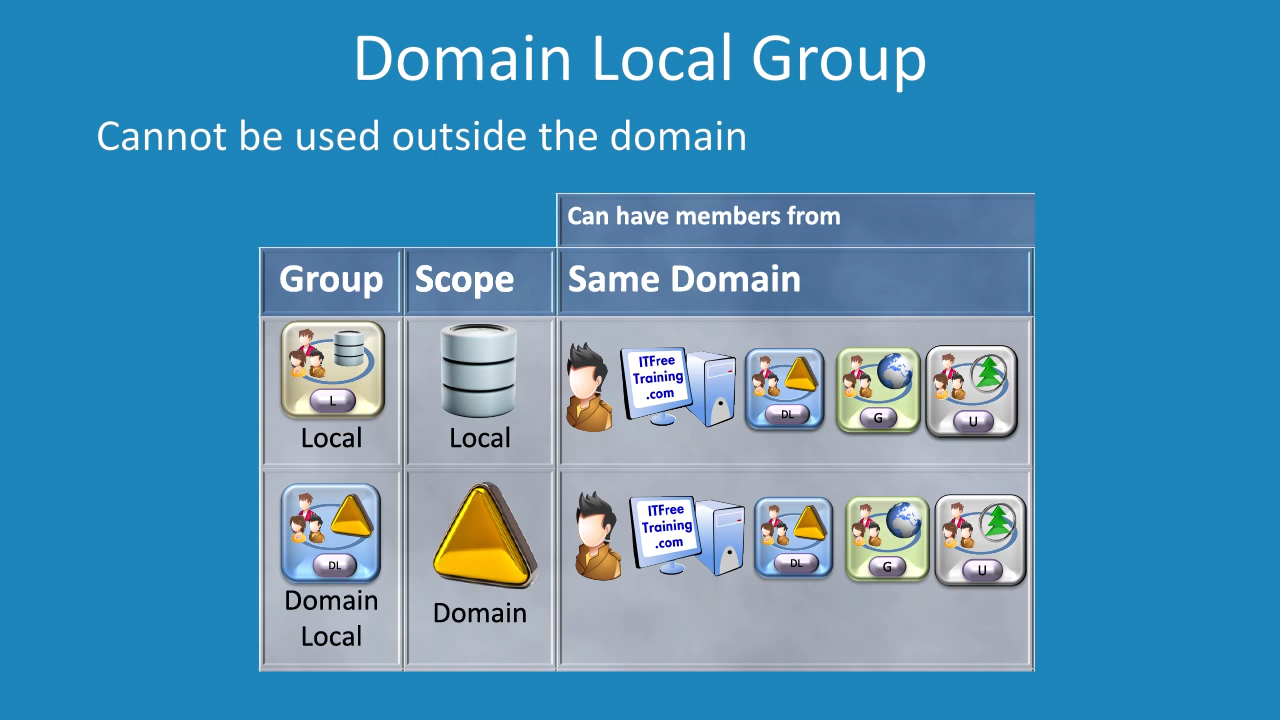 Domain Local Group
Cannot be used outside the domain
Can have members from
Group Scope Same Domain
L
Local
Local
ITFree
Training
.com
DL
G
U
DL
Domain
Local
Domain
ITFree
Training
.com
DL
G
U